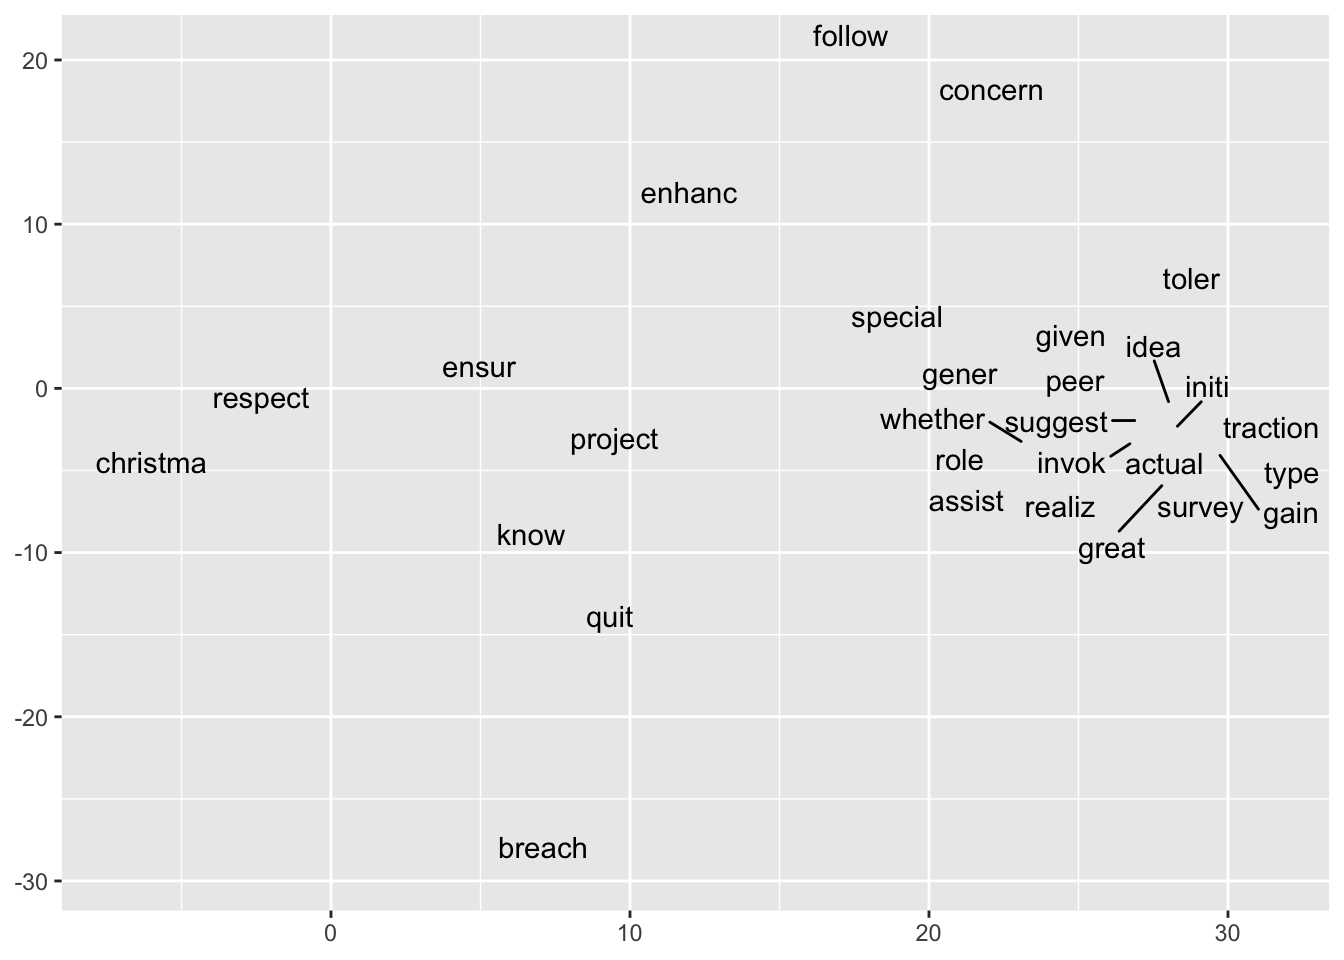 follow
20
concern
enhanc
10
toler
special
given
idea
ensur
gener
peer
initi
0
respect
whether
suggest
traction
project
christma
role
invok
actual
type
assist
realiz
survey
gain
know
great
-10
quit
-20
breach
-30
0 10 20 30